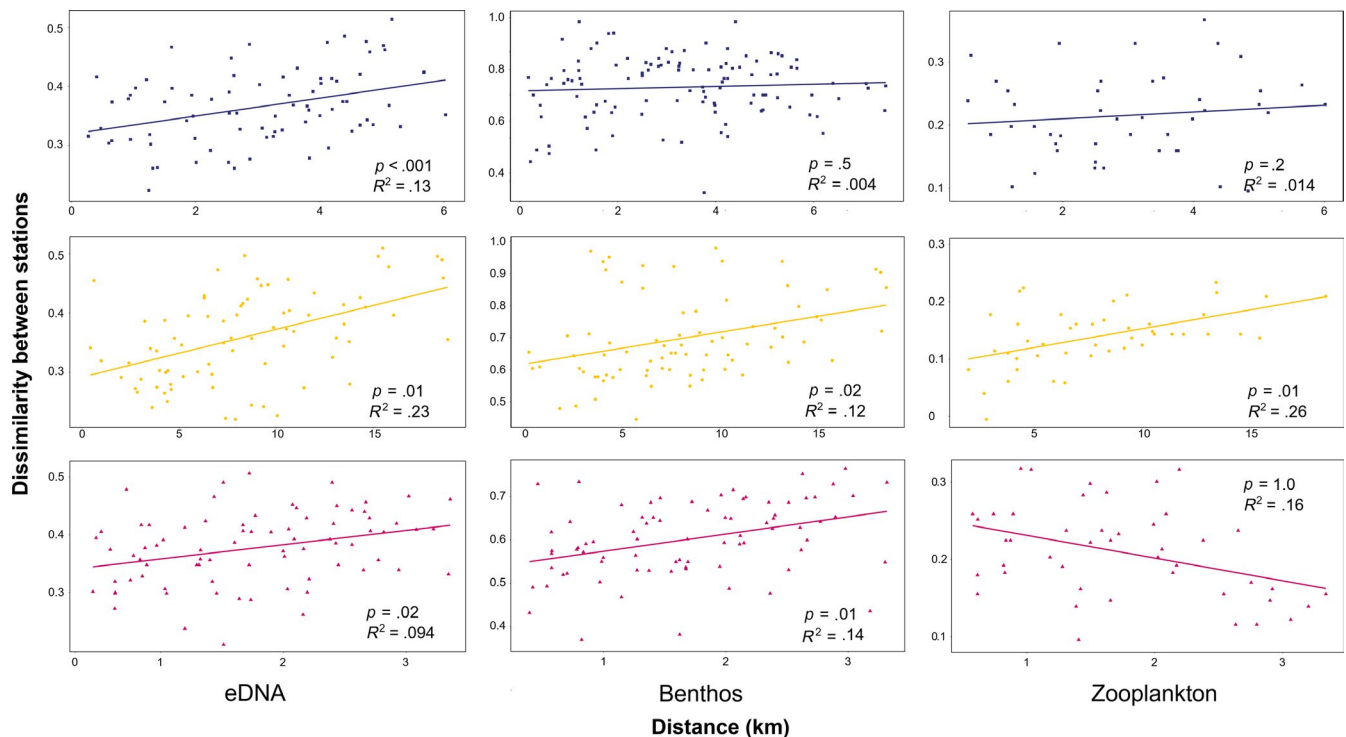 Dissimilarity between stations
0.5
0.4
0.3
p < .001
R² = .13
0 2 4 6
1.0
0.8
0.6
0.4
p = .5
R² = .004
0 2 4 6
0.3
0.2
0.1
p = .2
R² = .014
2 4 6
0.5
0.4
0.3
p = .01
R² = .23
0 5 10 15
0.9
0.8
0.7
0.6
0.5
p = .02
R² = .12
0 5 10 15
0.3
0.2
0.1
0
p = .01
R² = .26
5 10 15
0.5
0.4
0.3
p = .02
R² = .094
0 1 2 3
0.7
0.6
0.5
0.4
p = .01
R² = .14
1 2 3
0.3
0.2
0.1
p = 1.0
R² = .16
1 2 3
eDNA Benthos Zooplankton
Distance (km)